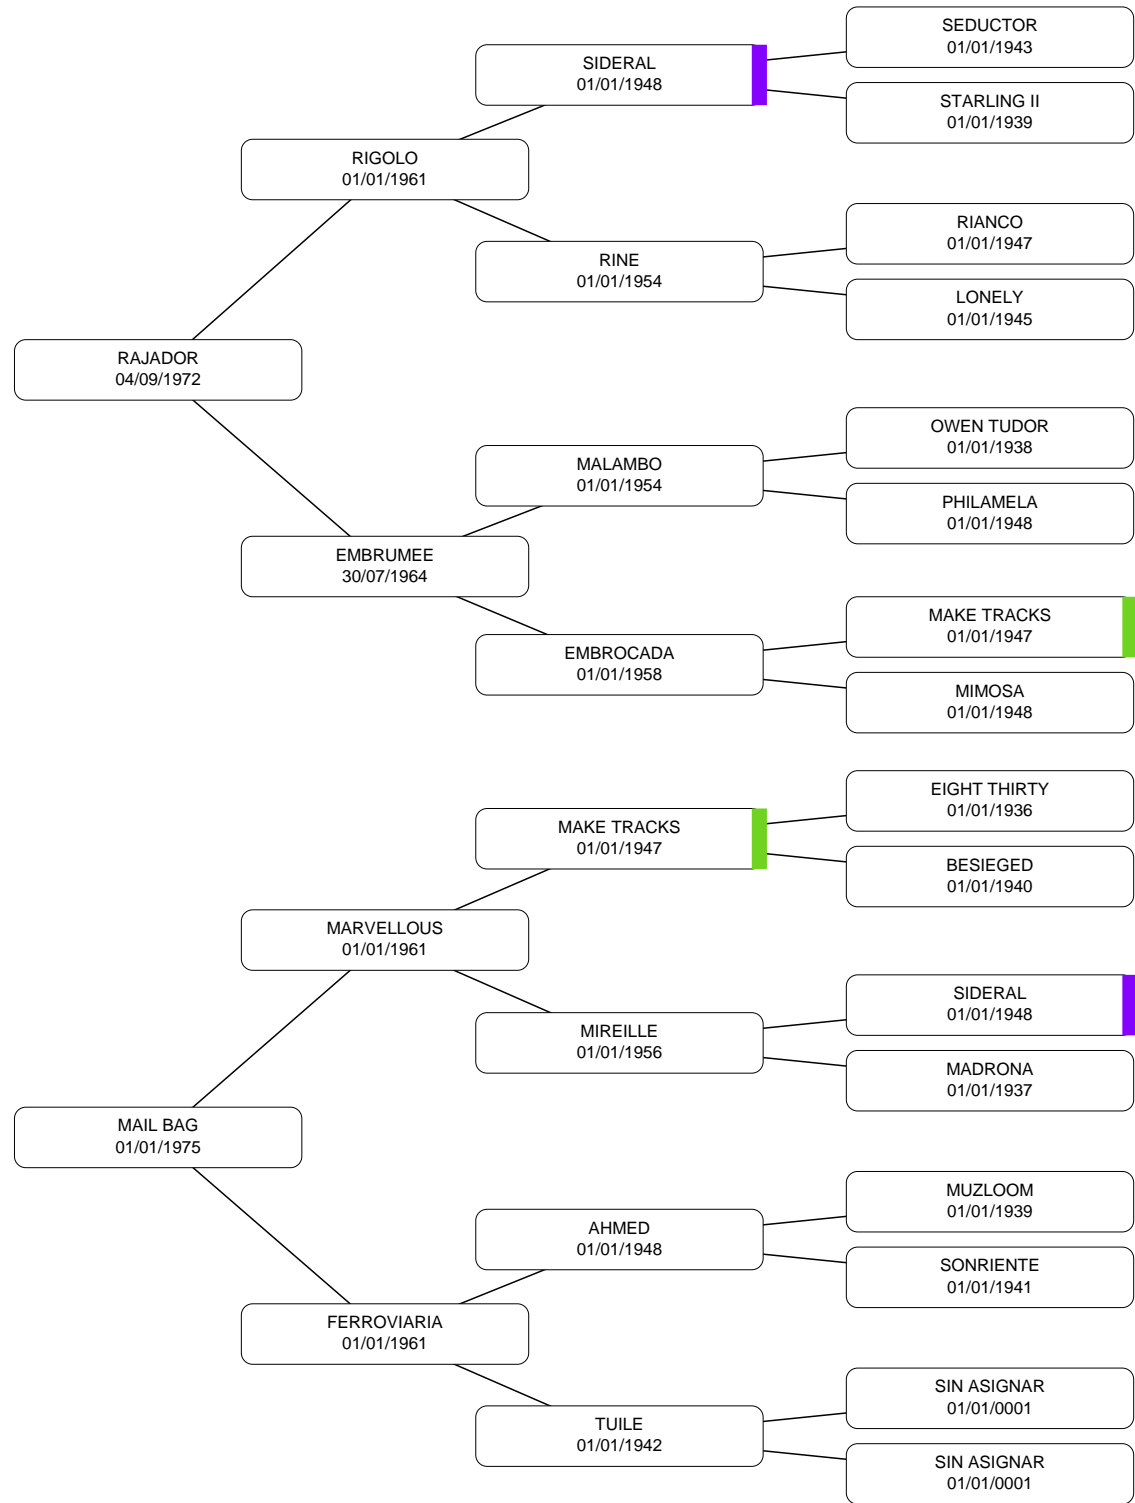 SEDUCTOR
01/01/1943
SIDERAL
01/01/1948
STARLING II
01/01/1939
RIGOLO
01/01/1961
RIANCO
01/01/1947
RINE
01/01/1954
LONELY
01/01/1945
RAJADOR
04/09/1972
OWEN TUDOR
01/01/1938
MALAMBO
01/01/1954
PHILAMELA
01/01/1948
EMBRUMEE
30/07/1964
MAKE TRACKS
01/01/1947
EMBROCADA
01/01/1958
MIMOSA
01/01/1948
EIGHT THIRTY
01/01/1936
MAKE TRACKS
01/01/1947
BESIEGED
01/01/1940
MARVELLOUS
01/01/1961
SIDERAL
01/01/1948
MIREILLE
01/01/1956
MADRONA
01/01/1937
MAIL BAG
01/01/1975
MUZLOOM
01/01/1939
AHMED
01/01/1948
SONRIENTE
01/01/1941
FERROVIARIA
01/01/1961
SIN ASIGNAR
01/01/0001
TUILE
01/01/1942
SIN ASIGNAR
01/01/0001